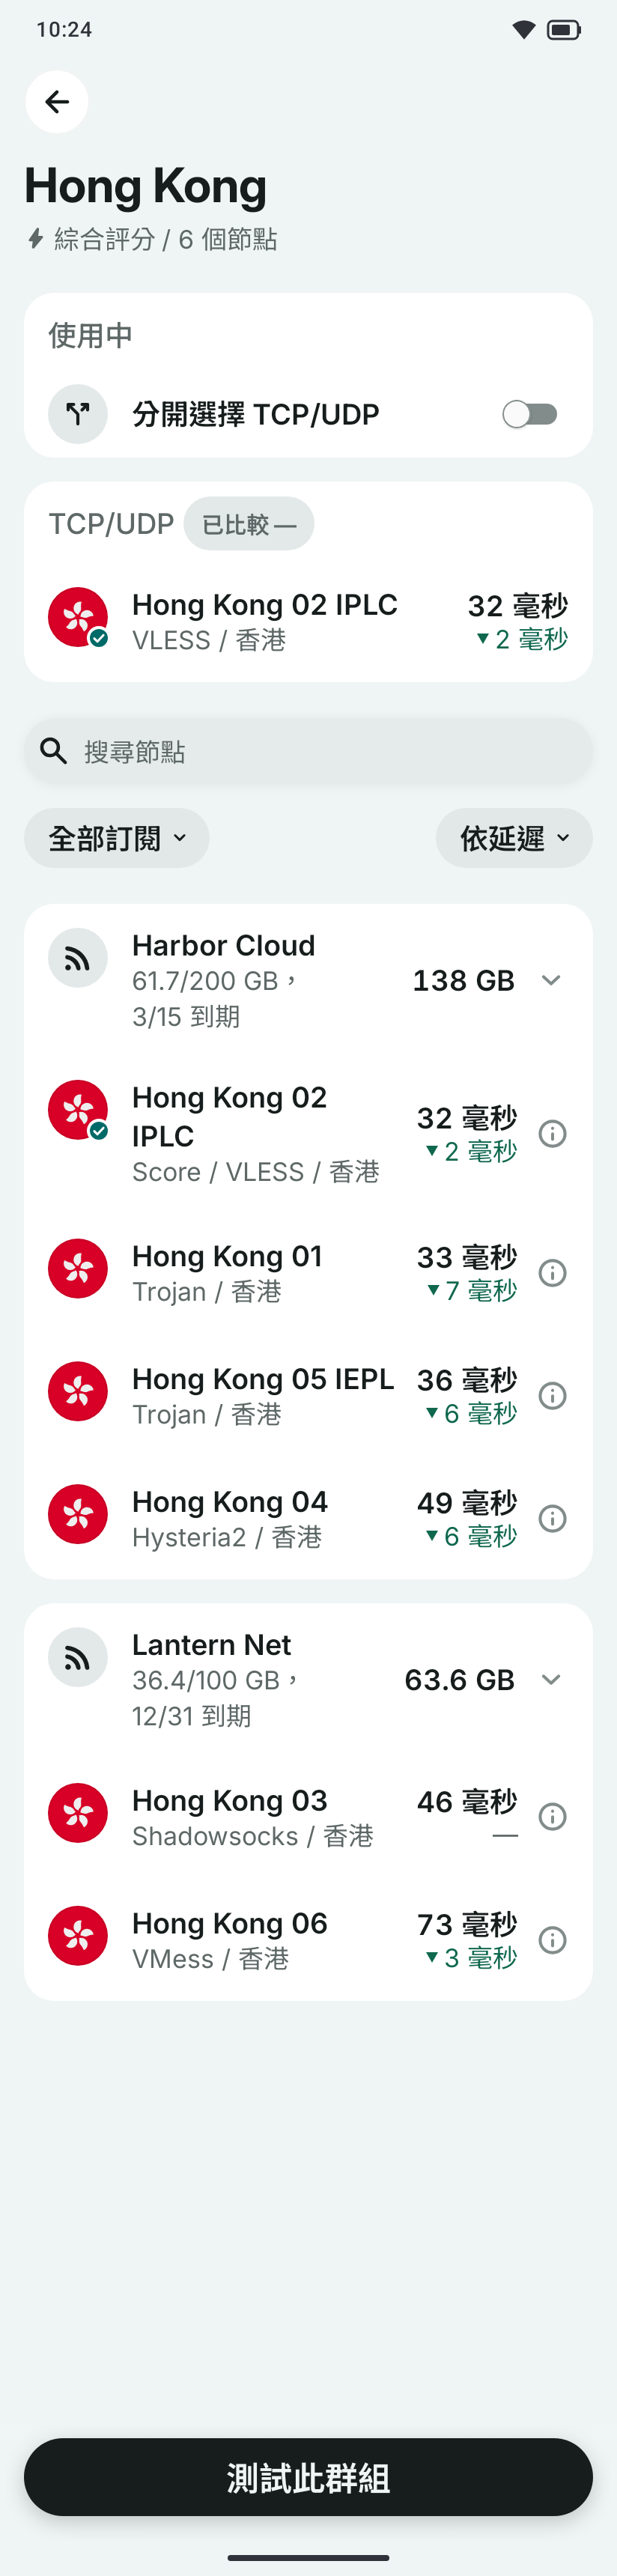 10:24
Hong Kong
綜合評分 / 6 個節點
使用中
分開選擇 TCP/UDP
TCP/UDP 已比較 —
Hong Kong 02 IPLC 32 毫秒
VLESS / 香港 ▼2 毫秒
搜尋節點
全部訂閱 依延遲
Harbor Cloud
61.7/200 GB， 138 GB
3/15 到期
Hong Kong 02
IPLC 32 毫秒
Score / VLESS / 香港 ▼2 毫秒
Hong Kong 01 33 毫秒
Trojan / 香港 ▼7 毫秒
Hong Kong 05 IEPL 36 毫秒
Trojan / 香港 ▼6 毫秒
Hong Kong 04 49 毫秒
Hysteria2 / 香港 ▼6 毫秒
Lantern Net
36.4/100 GB， 63.6 GB
12/31 到期
Hong Kong 03 46 毫秒
Shadowsocks / 香港 —
Hong Kong 06 73 毫秒
VMess / 香港 ▼3 毫秒
測試此群組